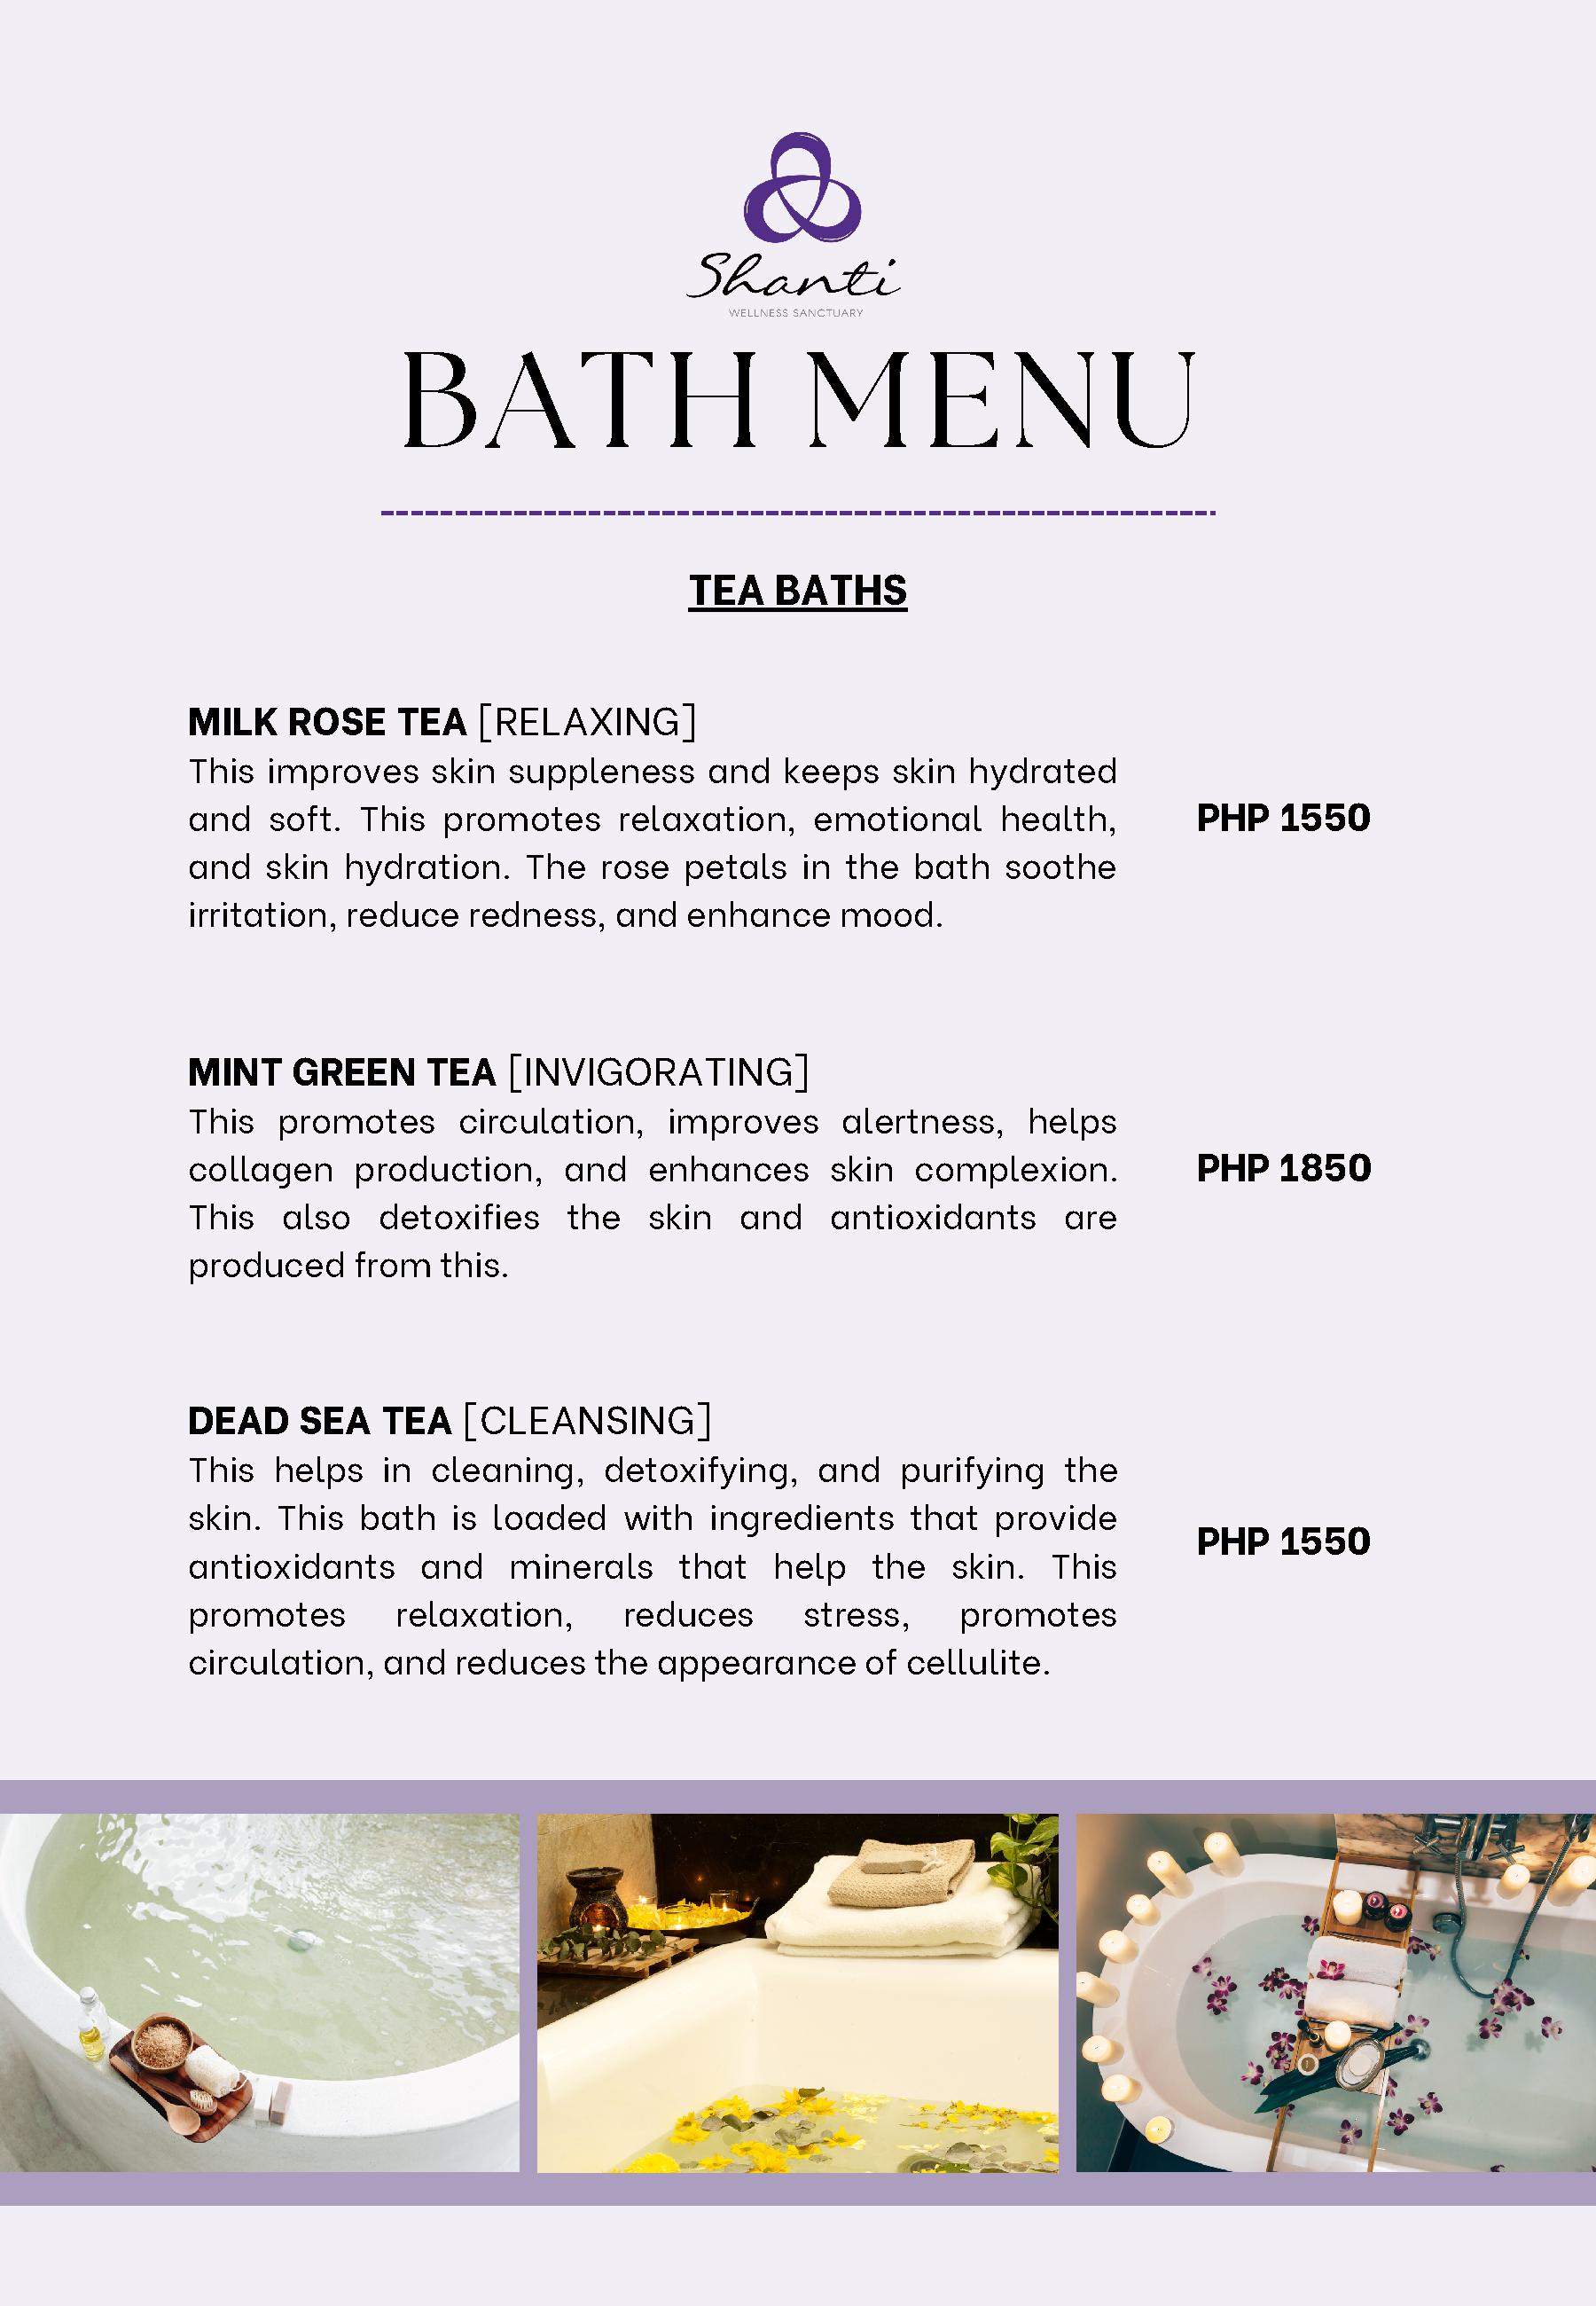 Shanti
WELLNESS SANCTUARY
BATH MENU
TEA BATHS
MILK ROSE TEA [RELAXING]
This improves skin suppleness and keeps skin hydrated
and soft. This promotes relaxation, emotional health,
and skin hydration. The rose petals in the bath soothe
irritation, reduce redness, and enhance mood.
PHP 1550
MINT GREEN TEA [INVIGORATING]
This promotes circulation, improves alertness, helps
collagen production, and enhances skin complexion.
This also detoxifies the skin and antioxidants are
produced from this.
PHP 1850
DEAD SEA TEA [CLEANSING]
This helps in cleaning, detoxifying, and purifying the
skin. This bath is loaded with ingredients that provide
antioxidants and minerals that help the skin. This
promotes relaxation, reduces stress, promotes
circulation, and reduces the appearance of cellulite.
PHP 1550